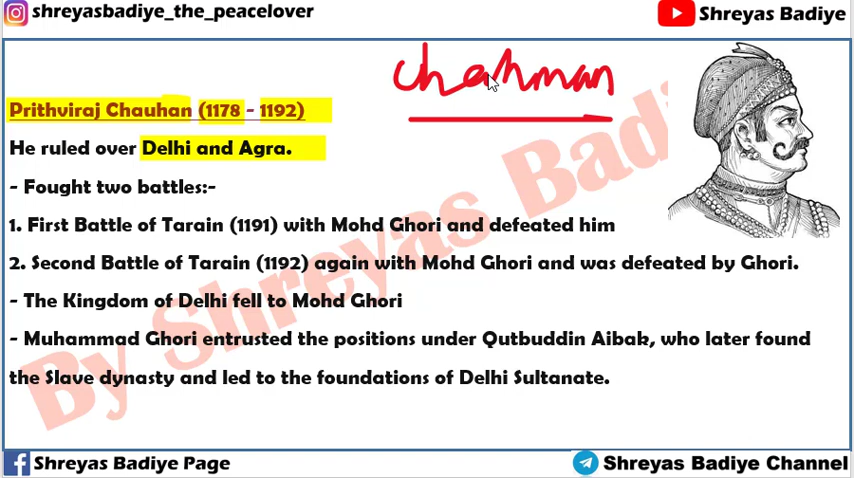 shreyasbadiye_the_peacelover
Shreyas Badiye
chahman
Prithviraj Chauhan (1178 - 1192)
He ruled over Delhi and Agra.
- Fought two battles:-
1. First Battle of Tarain (1191) with Mohd Ghori and defeated him
2. Second Battle of Tarain (1192) again with Mohd Ghori and was defeated by Ghori.
- The Kingdom of Delhi fell to Mohd Ghori
- Muhammad Ghori entrusted the positions under Qutbuddin Aibak, who later found
the Slave dynasty and led to the foundations of Delhi Sultanate.
By Shreyas Badi
Shreyas Badiye Page
Shreyas Badiye Channel